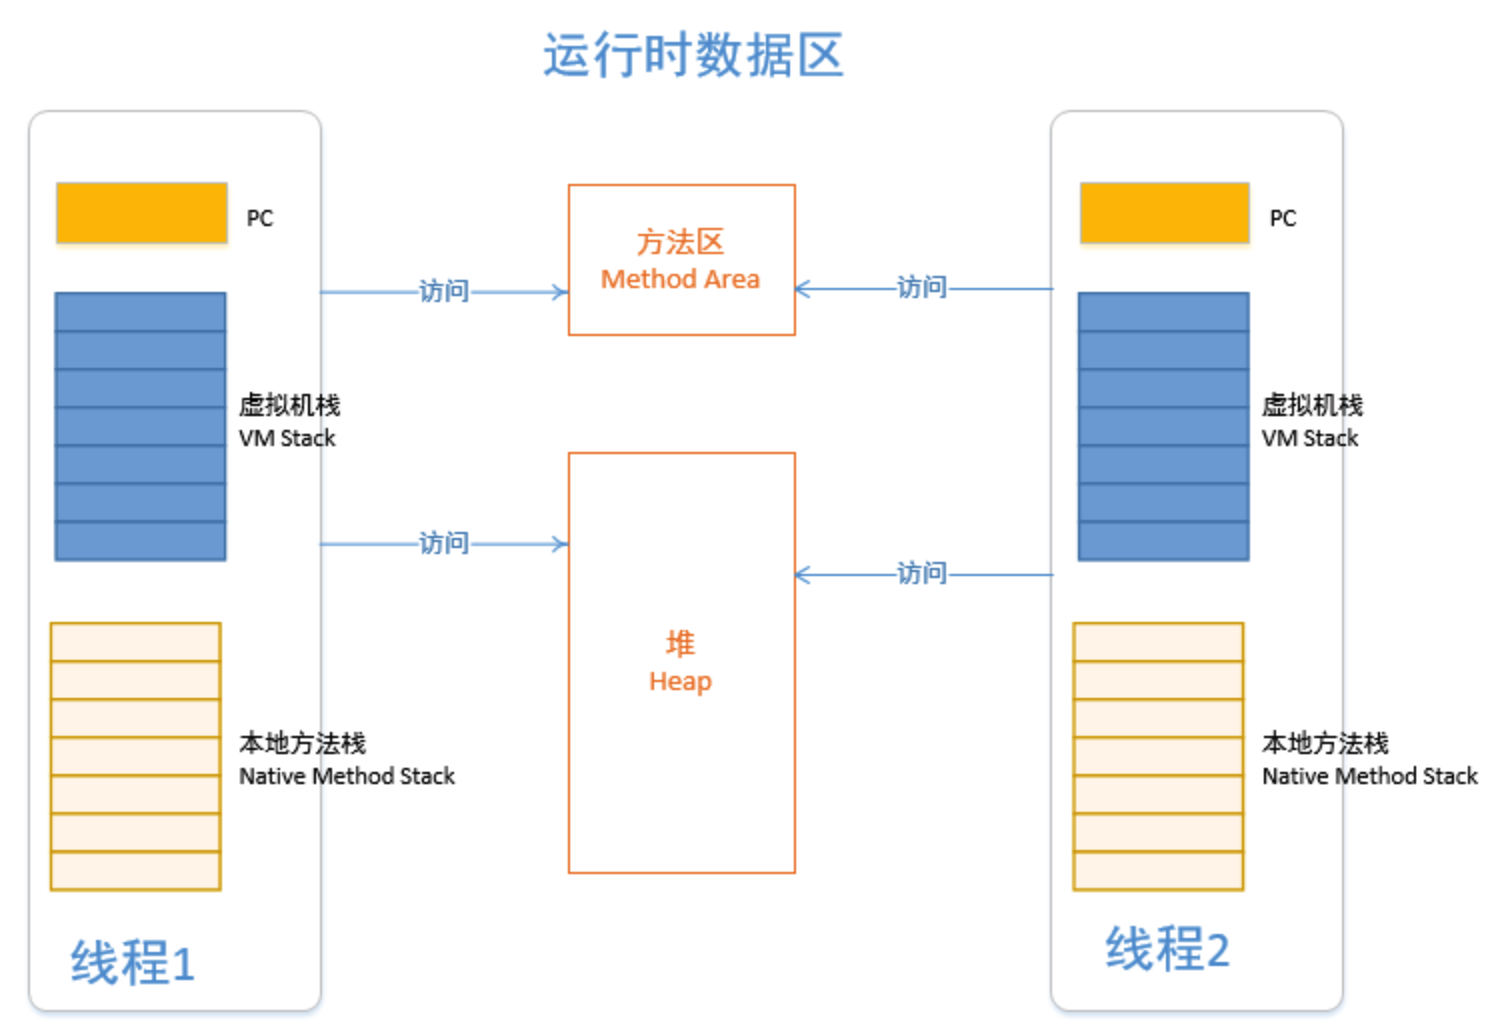 运行时数据区
PC
虚拟机栈
VM Stack
本地方法栈
Native Method Stack
线程1
访问
访问
方法区
Method Area
堆
Heap
访问
访问
PC
虚拟机栈
VM Stack
本地方法栈
Native Method Stack
线程2